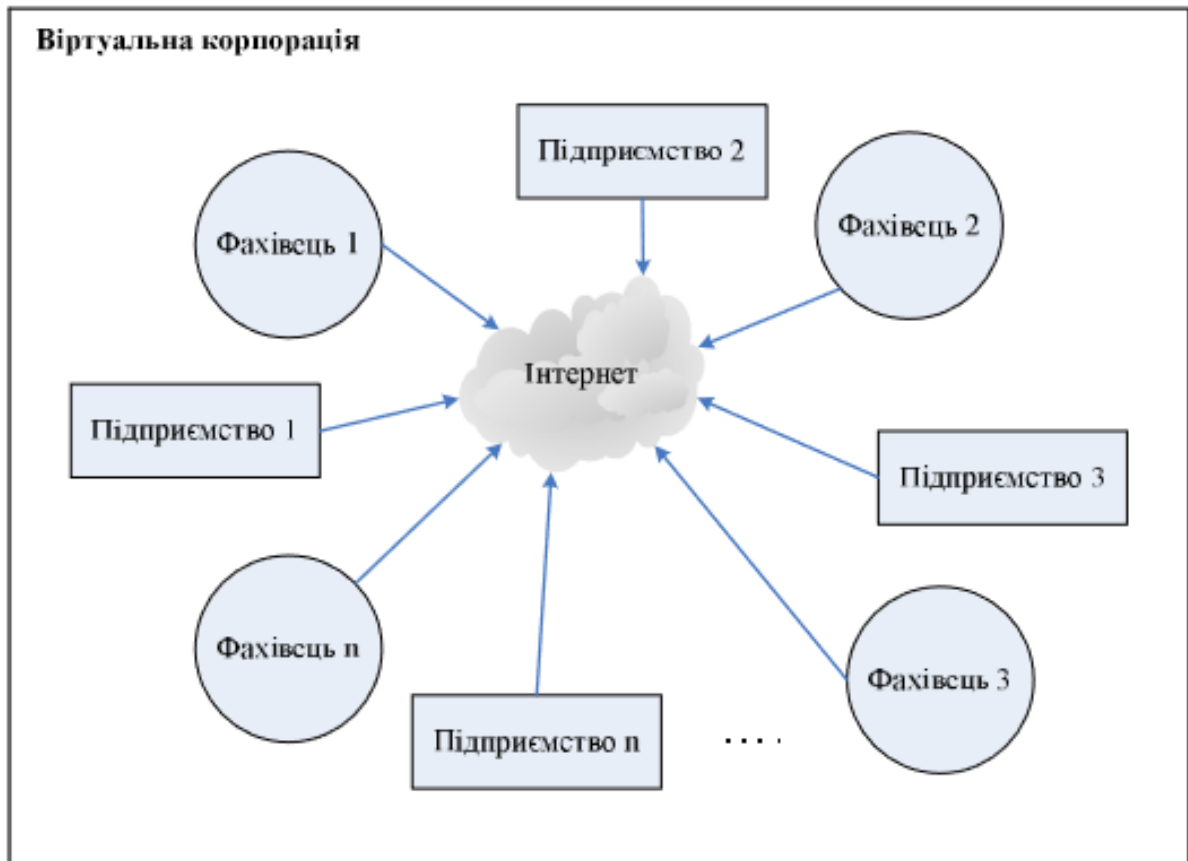 Віртуальна корпорація
Підприємство 2
Фахівець 1
Фахівець 2
Інтернет
Підприємство 1
Підприємство 3
Фахівець n
Фахівець 3
Підприємство n
. . . .